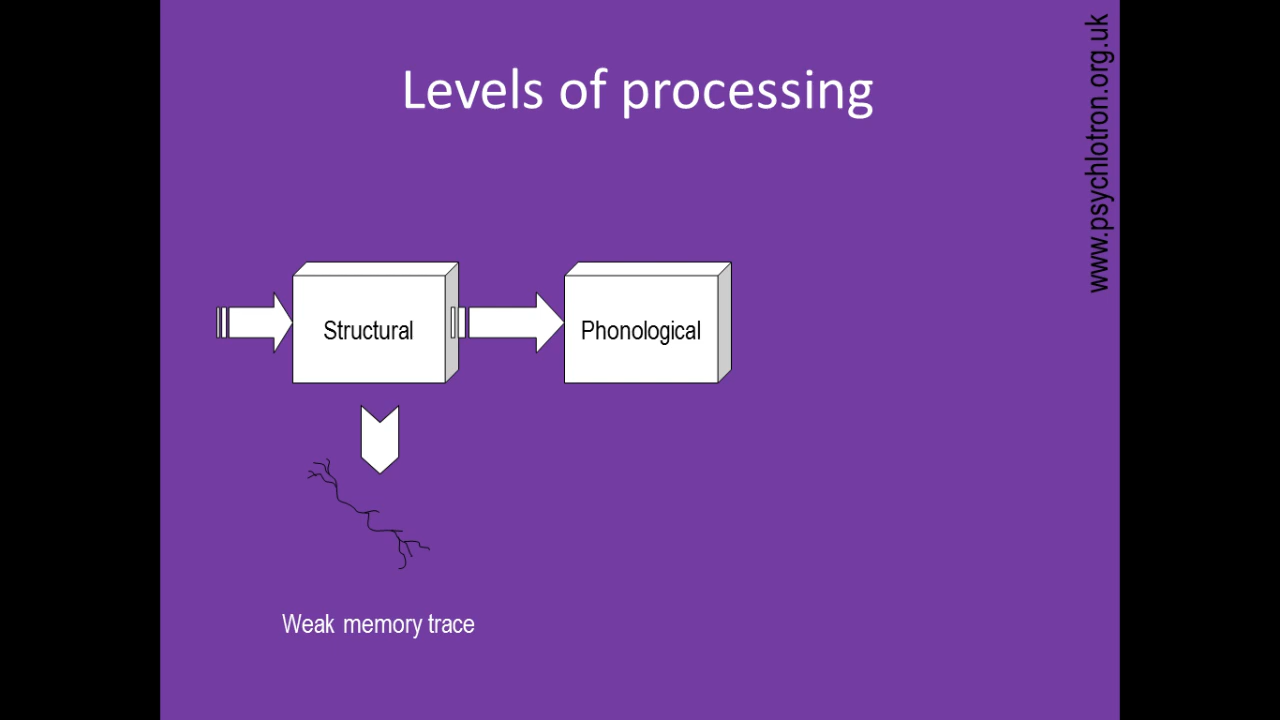 Levels of processing
www.psychlotron.org.uk
Structural
Phonological
Weak memory trace